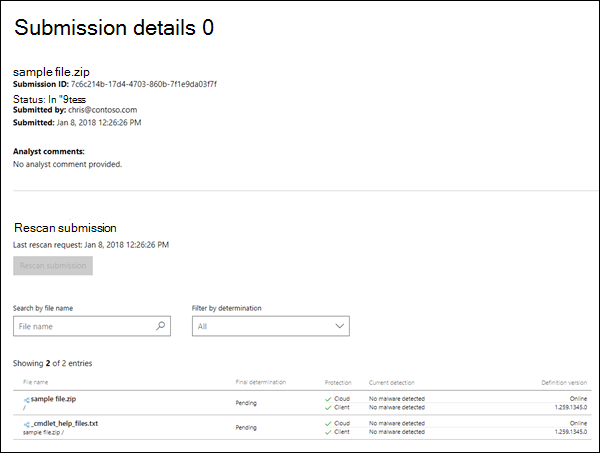 Submission details 0
sample file.zip
Submission ID: 7c6c214b-17d4-4703-860b-7f1e9da03f7f
Status: In "9tess
Submitted by: chris@contoso.com
Submitted: Jan 8, 2018 12:26:26 PM
Analyst comments:
No analyst comment provided.
Rescan submission
Last rescan request: Jan 8, 2018 12:26:26 PM
Rescan submission
Search by file name Filter by determination
File name All
Showing 2 of 2 entries
File name Final determination Protection Current detection Definition version
sample file.zip Pending Cloud No malware detected Online
/ Client No malware detected 1.259.1345.0
_cmdlet_help_files.txt Pending Cloud No malware detected Online
sample file.zip / Client No malware detected 1.259.1345.0